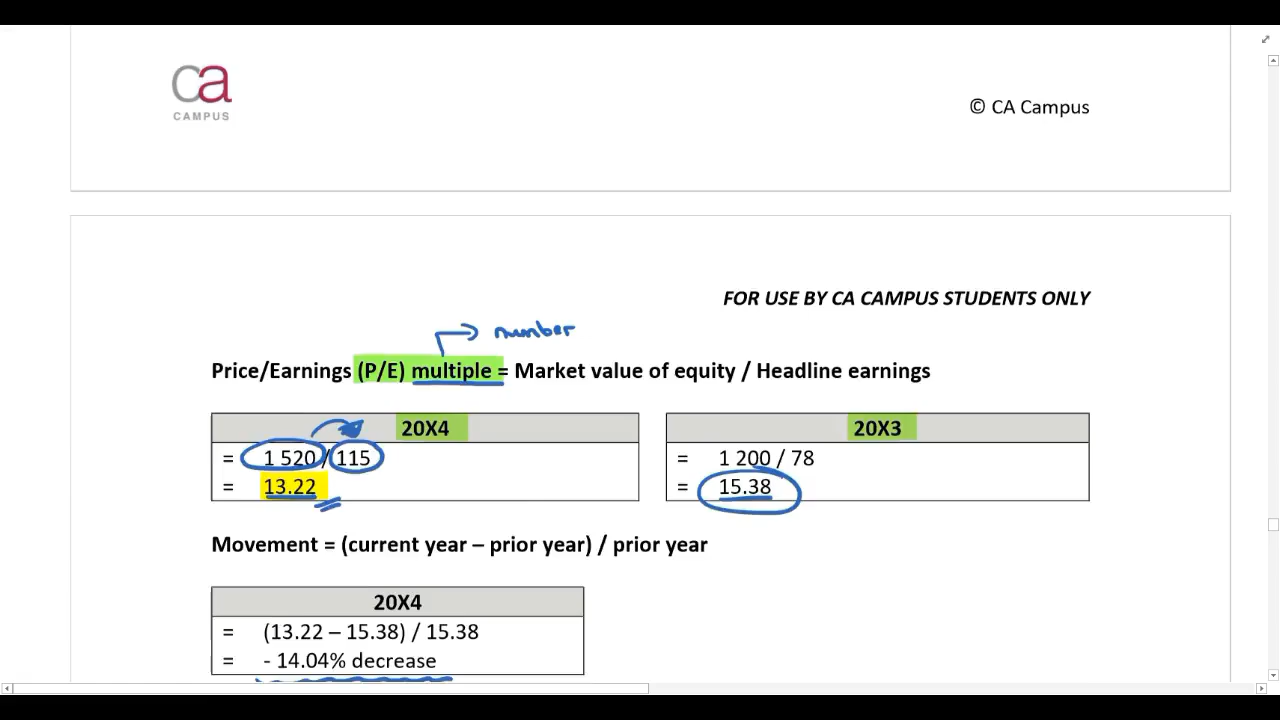 ca
CAMPUS
© CA Campus
FOR USE BY CA CAMPUS STUDENTS ONLY
number
Price/Earnings (P/E) multiple = Market value of equity / Headline earnings
20X4
= 1 520 / 115
= 13.22
20X3
= 1 200 / 78
= 15.38
Movement = (current year – prior year) / prior year
20X4
= (13.22 – 15.38) / 15.38
= - 14.04% decrease